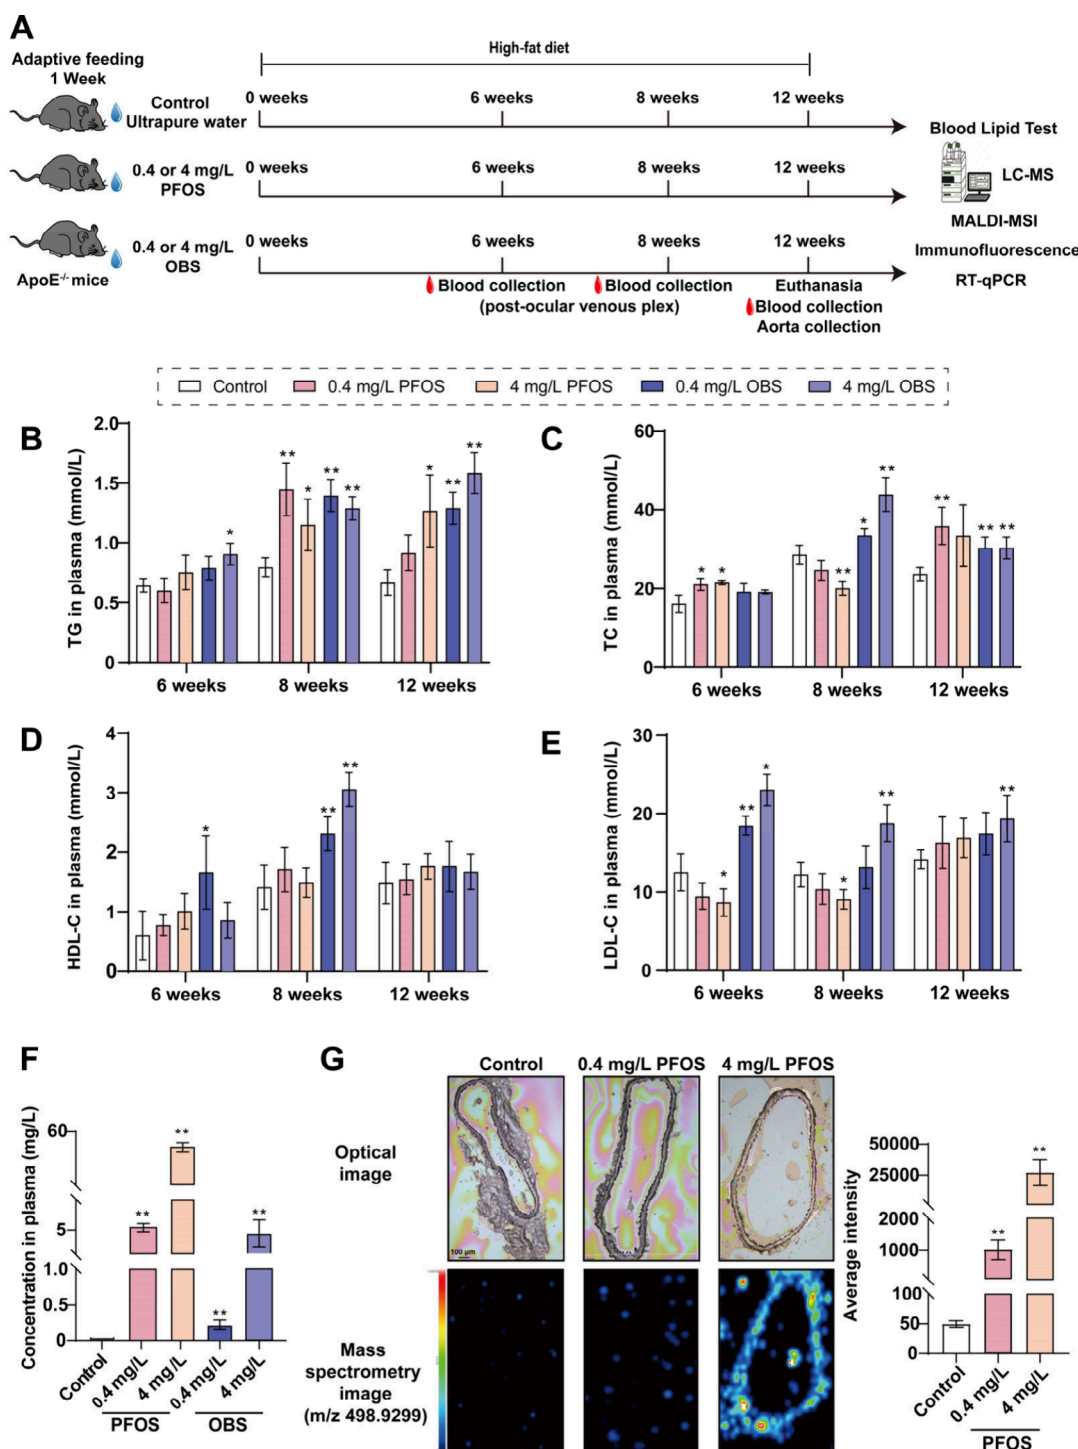 A
High-fat diet
Adaptive feeding
1 Week
Control
Ultrapure water
0 weeks
6 weeks
8 weeks
12 weeks
0.4 or 4 mg/L
PFOS
0 weeks
6 weeks
8 weeks
12 weeks
0.4 or 4 mg/L
OBS
0 weeks
6 weeks
8 weeks
12 weeks
ApoE-/- mice
Blood collection
(post-ocular venous plex)
Blood collection
Euthanasia
Blood collection
Aorta collection
Blood Lipid Test
LC-MS
MALDI-MSI
Immunofluorescence
RT-qPCR
Control
0.4 mg/L PFOS
4 mg/L PFOS
0.4 mg/L OBS
4 mg/L OBS
B
TG in plasma (mmol/L)
2.0
1.5
1.0
0.5
0
*
**
*
**
**
*
**
**
6 weeks
8 weeks
12 weeks
C
TC in plasma (mmol/L)
60
40
20
0
*
*
**
*
**
**
**
**
6 weeks
8 weeks
12 weeks
D
HDL-C in plasma (mmol/L)
4
3
2
1
0
*
**
**
6 weeks
8 weeks
12 weeks
E
LDL-C in plasma (mmol/L)
30
20
10
0
*
**
*
*
**
**
6 weeks
8 weeks
12 weeks
F
Concentration in plasma (mg/L)
60
5
1.0
0.5
0
**
**
**
**
Control
0.4 mg/L
4 mg/L
0.4 mg/L
4 mg/L
PFOS
OBS
G
Control
0.4 mg/L PFOS
4 mg/L PFOS
Optical
image
100 μm
Mass
spectrometry
image
(m/z 498.9299)
Average intensity
50000
25000
2000
1000
100
50
0
**
**
Control
0.4 mg/L
4 mg/L
PFOS